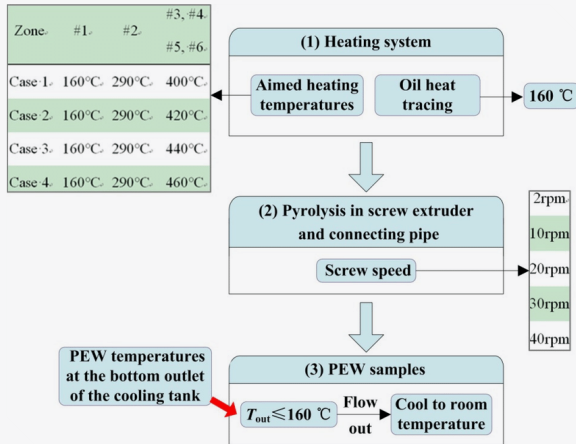 Zone #1 #2 #3, #4
#5, #6
Case 1 160°C 290°C 400°C
Case 2 160°C 290°C 420°C
Case 3 160°C 290°C 440°C
Case 4 160°C 290°C 460°C
(1) Heating system
Aimed heating
temperatures
Oil heat
tracing
160 ℃
(2) Pyrolysis in screw extruder
and connecting pipe
Screw speed
2rpm
10rpm
20rpm
30rpm
40rpm
PEW temperatures
at the bottom outlet
of the cooling tank
(3) PEW samples
Tout≤160 ℃
Flow
out
Cool to room
temperature